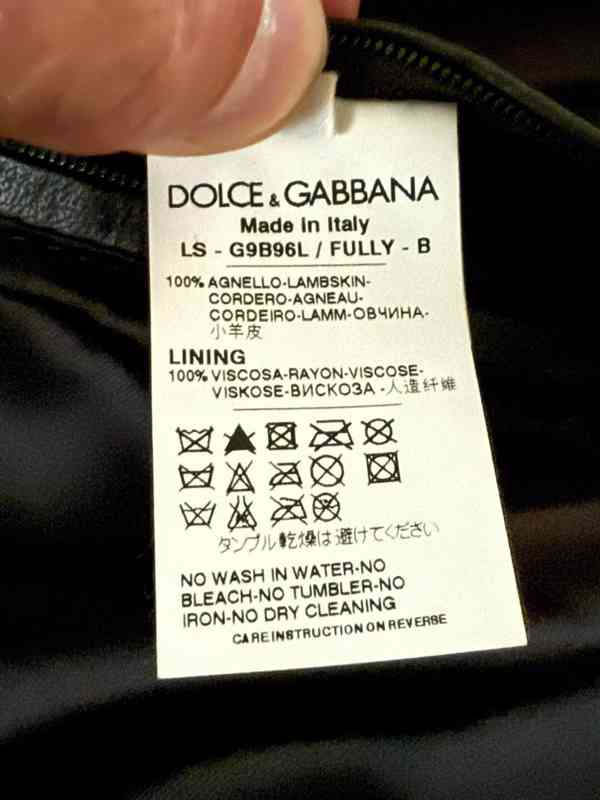 DOLCE & GABBANA
Made in Italy
LS - G9B96L / FULLY - B
100% AGNELLO-LAMBSKIN-
CORDERO-AGNEAU-
CORDEIRO-LAMM-ОВЧИНА-
小羊皮
LINING
100% VISCOSA-RAYON-VISCOSE-
VISKOSE-ВИСКОЗА -人造纤维
タンブル乾燥は避けてください
NO WASH IN WATER-NO
BLEACH-NO TUMBLER-NO
IRON-NO DRY CLEANING
CARE INSTRUCTION ON REVERSE